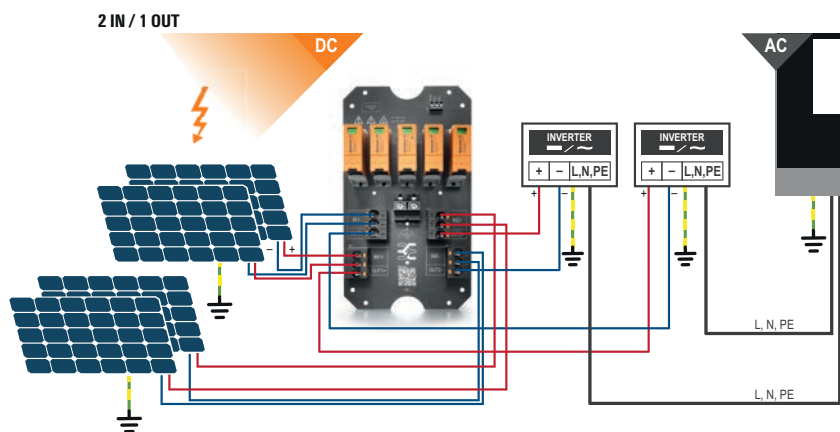 2 IN / 1 OUT
DC
AC
INVERTER
+ − L,N,PE
+ −
INVERTER
+ − L,N,PE
+ −
− +
L, N, PE
L, N, PE